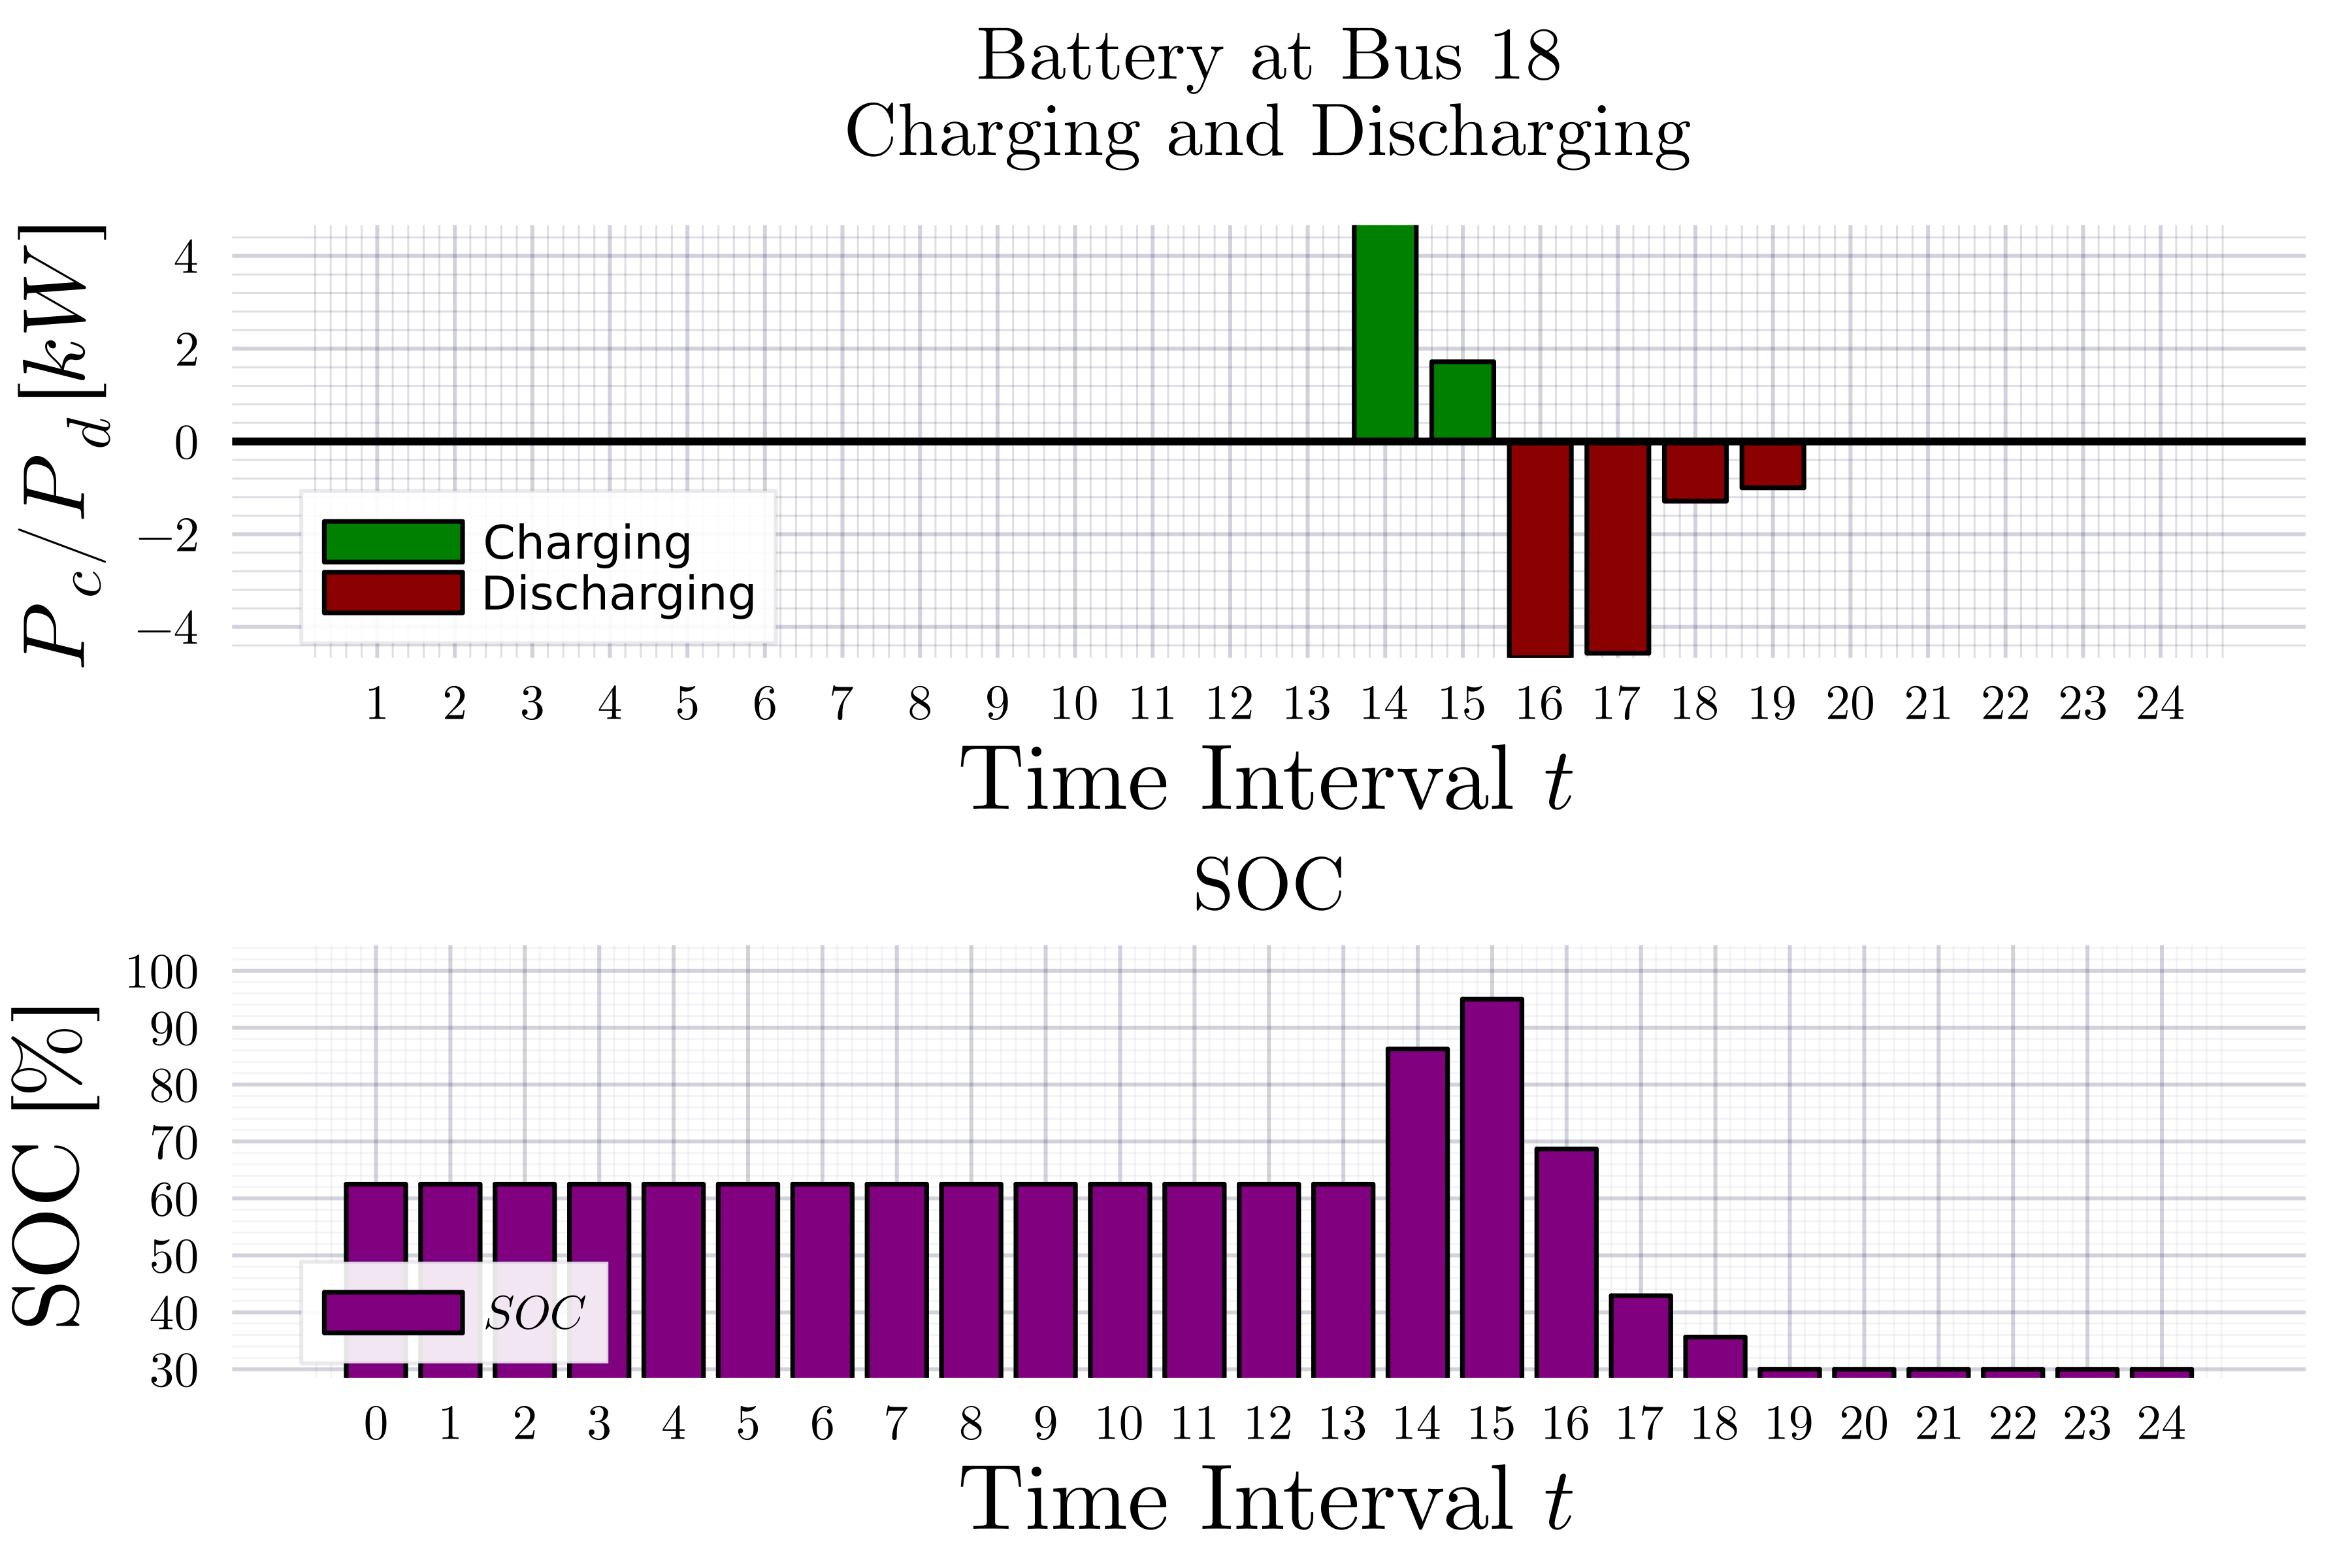 Battery at Bus 18
Charging and Discharging
P_c/P_d [kW]
4
2
0
−2
−4
Charging
Discharging
1 2 3 4 5 6 7 8 9 10 11 12 13 14 15 16 17 18 19 20 21 22 23 24
Time Interval t
SOC
SOC [%]
100
90
80
70
60
50
40
30
SOC
0 1 2 3 4 5 6 7 8 9 10 11 12 13 14 15 16 17 18 19 20 21 22 23 24
Time Interval t